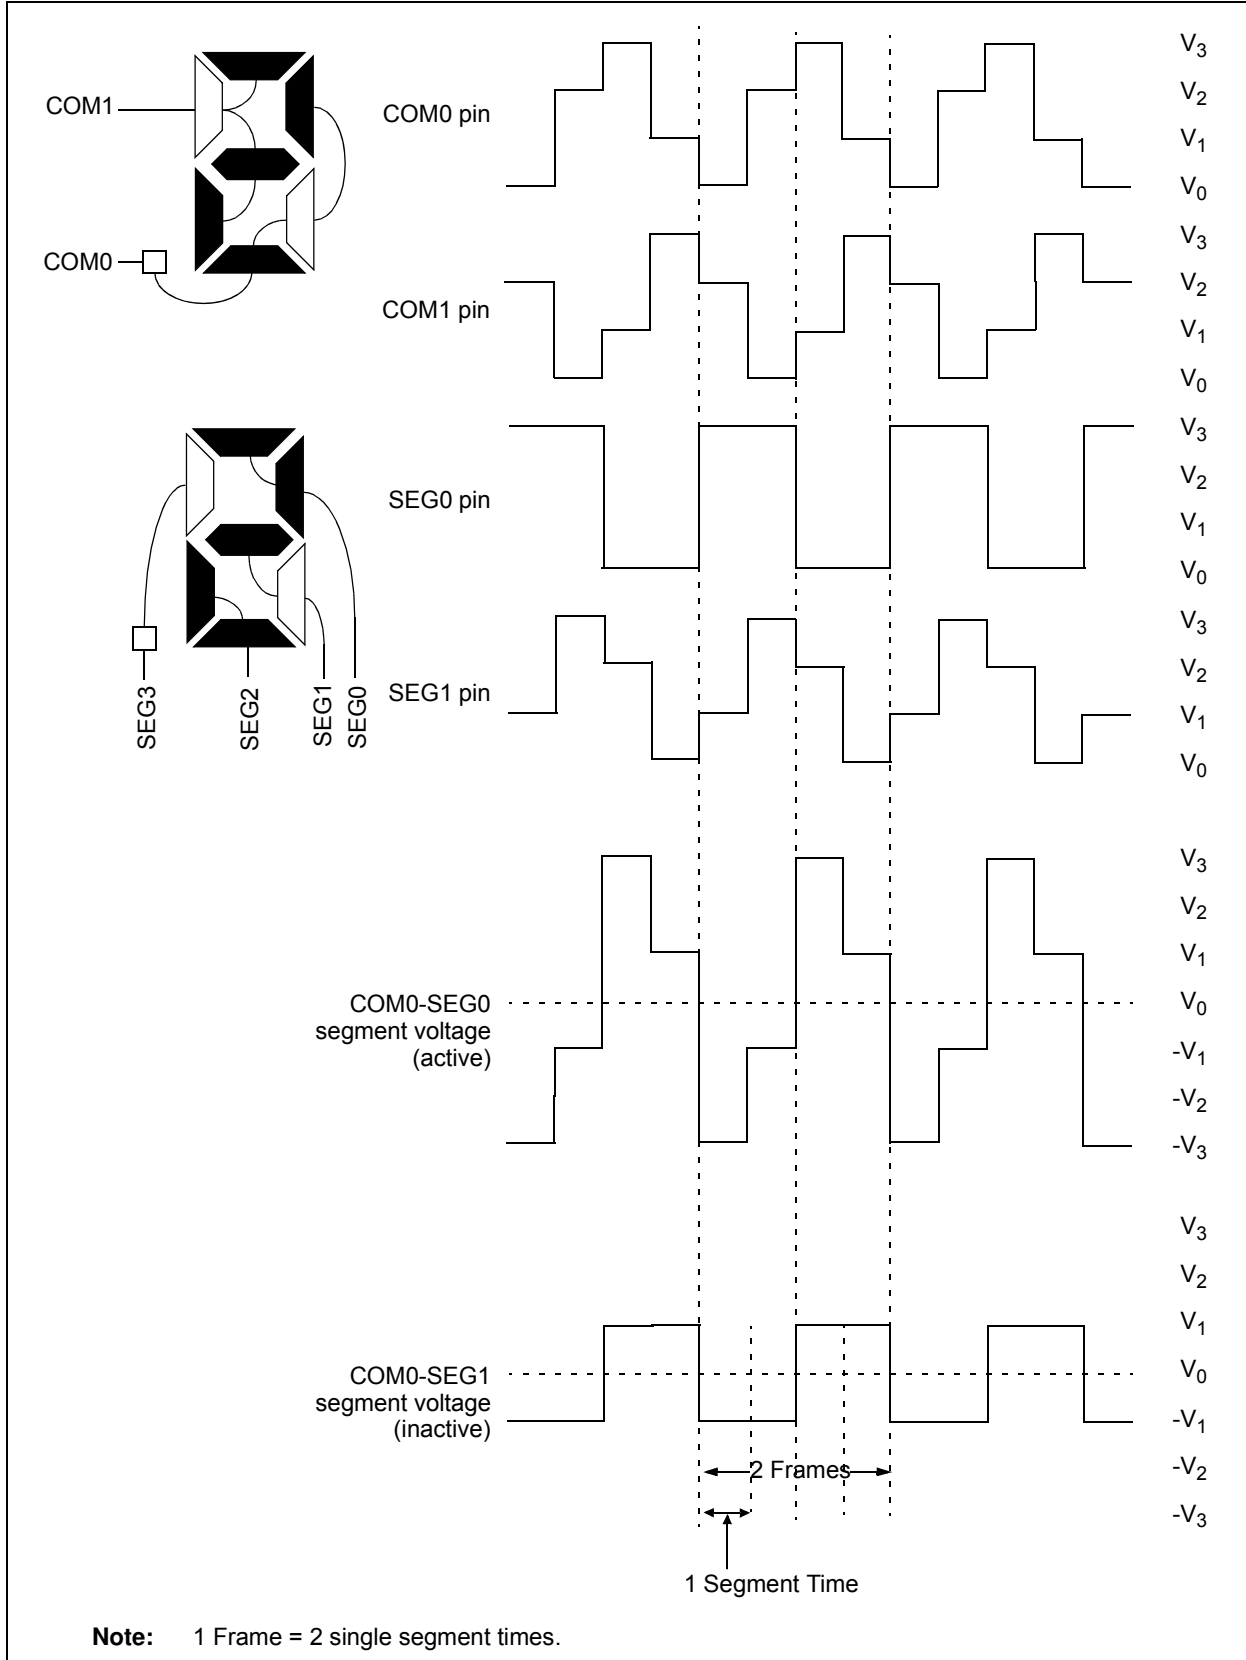 COM1
COM0
COM0 pin
V3
V2
V1
V0
COM1 pin
V3
V2
V1
V0
SEG3
SEG2
SEG1
SEG0
SEG0 pin
V3
V2
V1
V0
SEG1 pin
V3
V2
V1
V0
COM0-SEG0
segment voltage
(active)
V3
V2
V1
V0
-V1
-V2
-V3
COM0-SEG1
segment voltage
(inactive)
V3
V2
V1
V0
-V1
-V2
-V3
2 Frames
1 Segment Time
Note: 1 Frame = 2 single segment times.